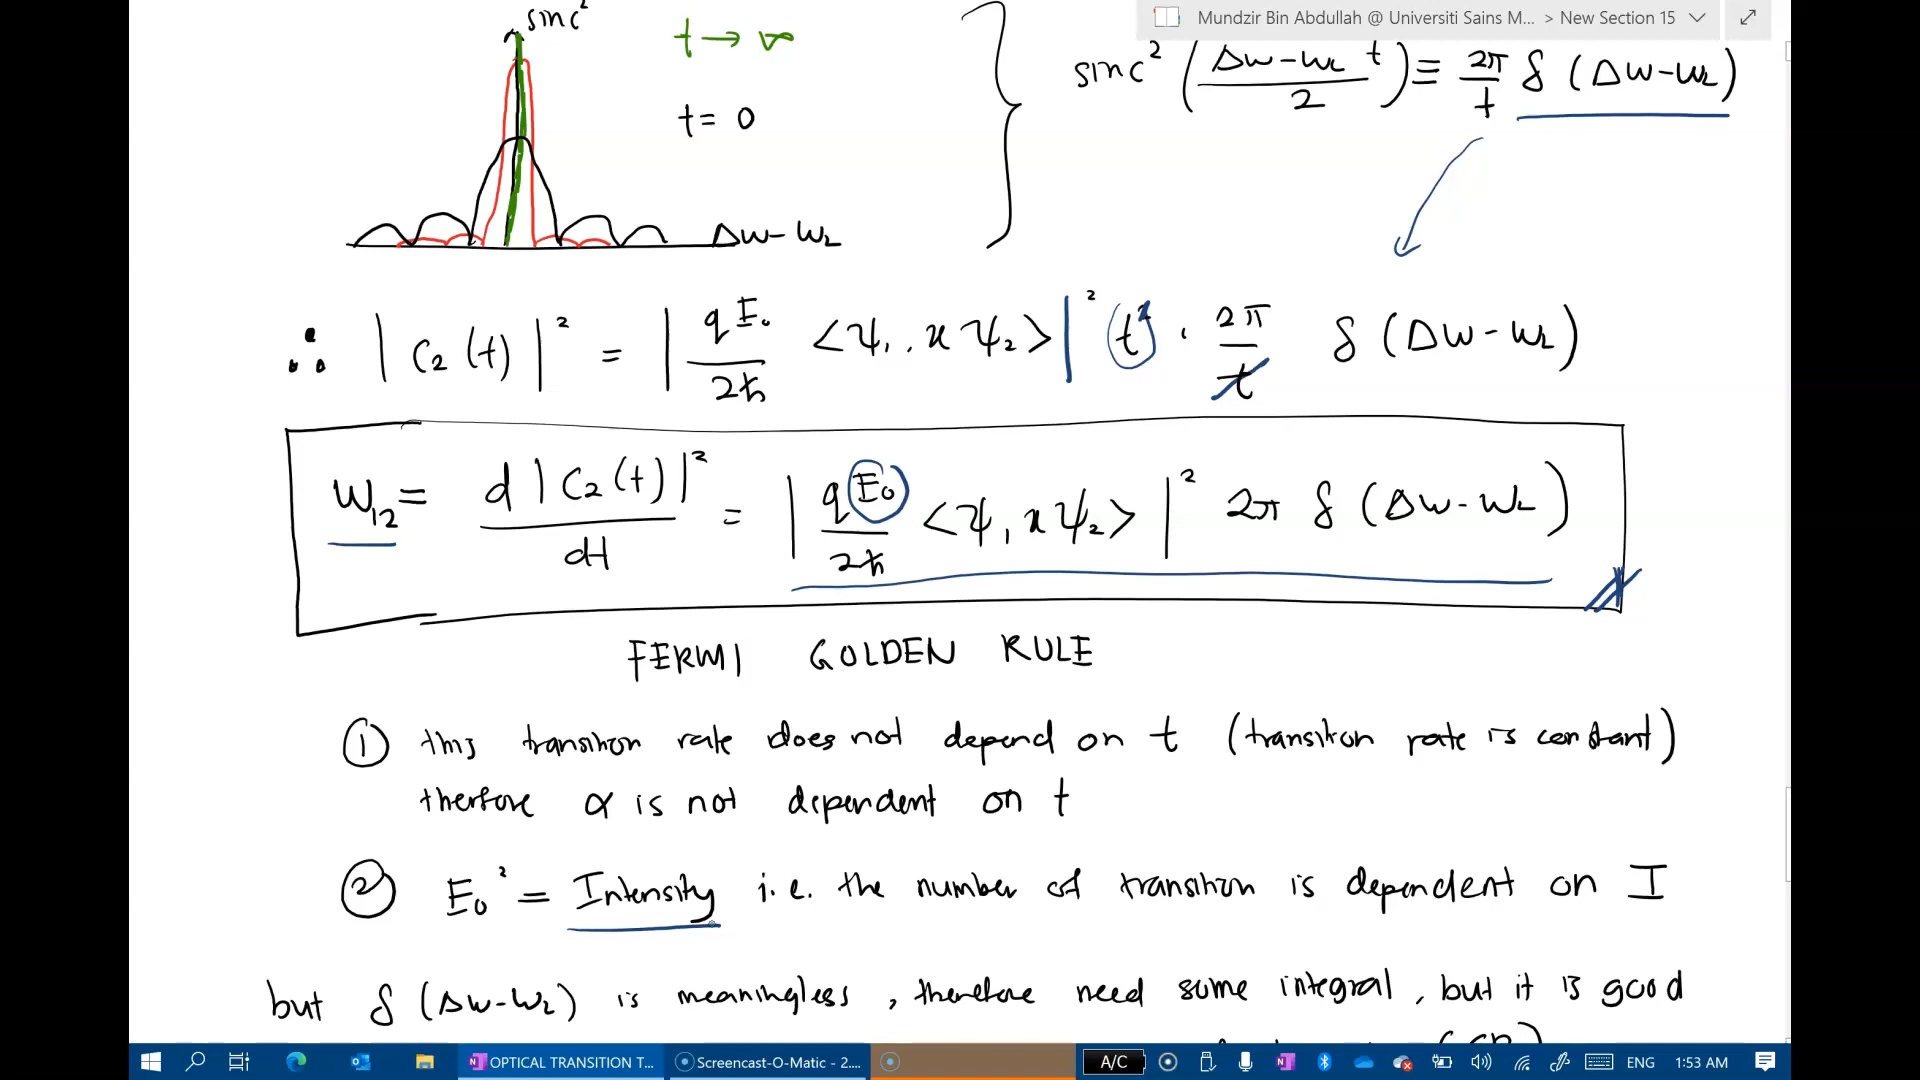 Mundzir Bin Abdullah @ Universiti Sains M... > New Section 15
sinc²
t → ∞
t = 0
Δω-ω₂
sinc² (Δω-ω₂ t / 2) ≡ 2π/t δ (Δω-ω₂)
∴ |C₂(t)|² = |qE₀/2ħ <ψ₁, xψ₂>|² t² . 2π/t δ (Δω-ω₂)
W₁₂ = d|C₂(t)|²/dt = |qE₀/2ħ <ψ₁, xψ₂>|² 2π δ (Δω-ω₂)
FERMI GOLDEN RULE
① this transition rate does not depend on t (transition rate is constant)
therfore α is not dependent on t
② E₀² = Intensity i.e. the number of transition is dependent on I
but δ (Δω-ω₂) is meaningless, therefore need some integral, but it is good
OPTICAL TRANSITION T...
Screencast-O-Matic - 2....
A/C
ENG
1:53 AM